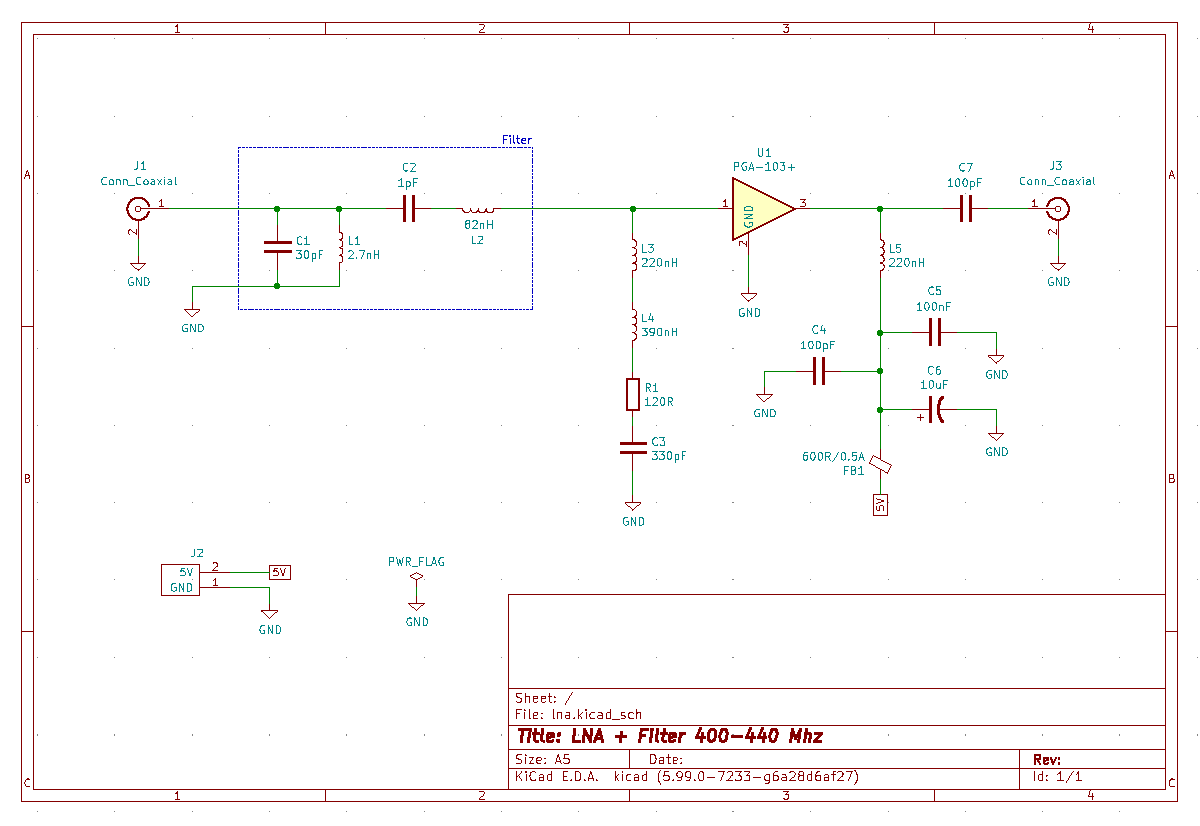 1 2 3 4
Filter
U1
PGA-103+
J1
Conn_Coaxial
C2
1pF
C7
100pF
J3
Conn_Coaxial
A
A
1
1
3
1
GND
82nH
L2
2
2
2
C1
30pF
L1
2.7nH
L3
220nH
L5
220nH
GND
GND
C5
100nF
GND
GND
L4
390nH
C4
100pF
C6
10uF
GND
R1
120R
GND
+
C3
330pF
600R/0.5A
FB1
GND
B
B
5V
GND
J2
5V
GND
2
1
5V
PWR_FLAG
GND
GND
Sheet: /
File: lna.kicad_sch
Title: LNA + Filter 400-440 Mhz
Size: A5 Date: Rev:
KiCad E.D.A. kicad (5.99.0-7233-g6a28d6af27) Id: 1/1
C
C
1 2 3 4